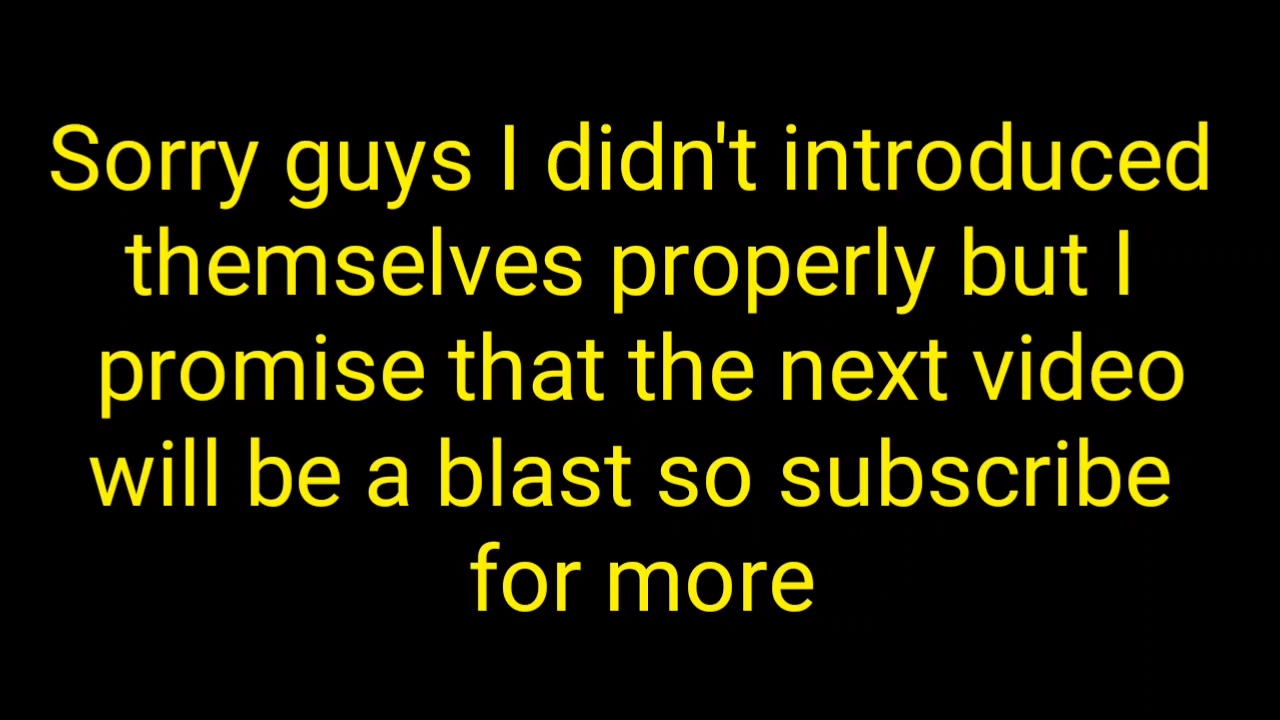 Sorry guys I didn't introduced
themselves properly but I
promise that the next video
will be a blast so subscribe
for more